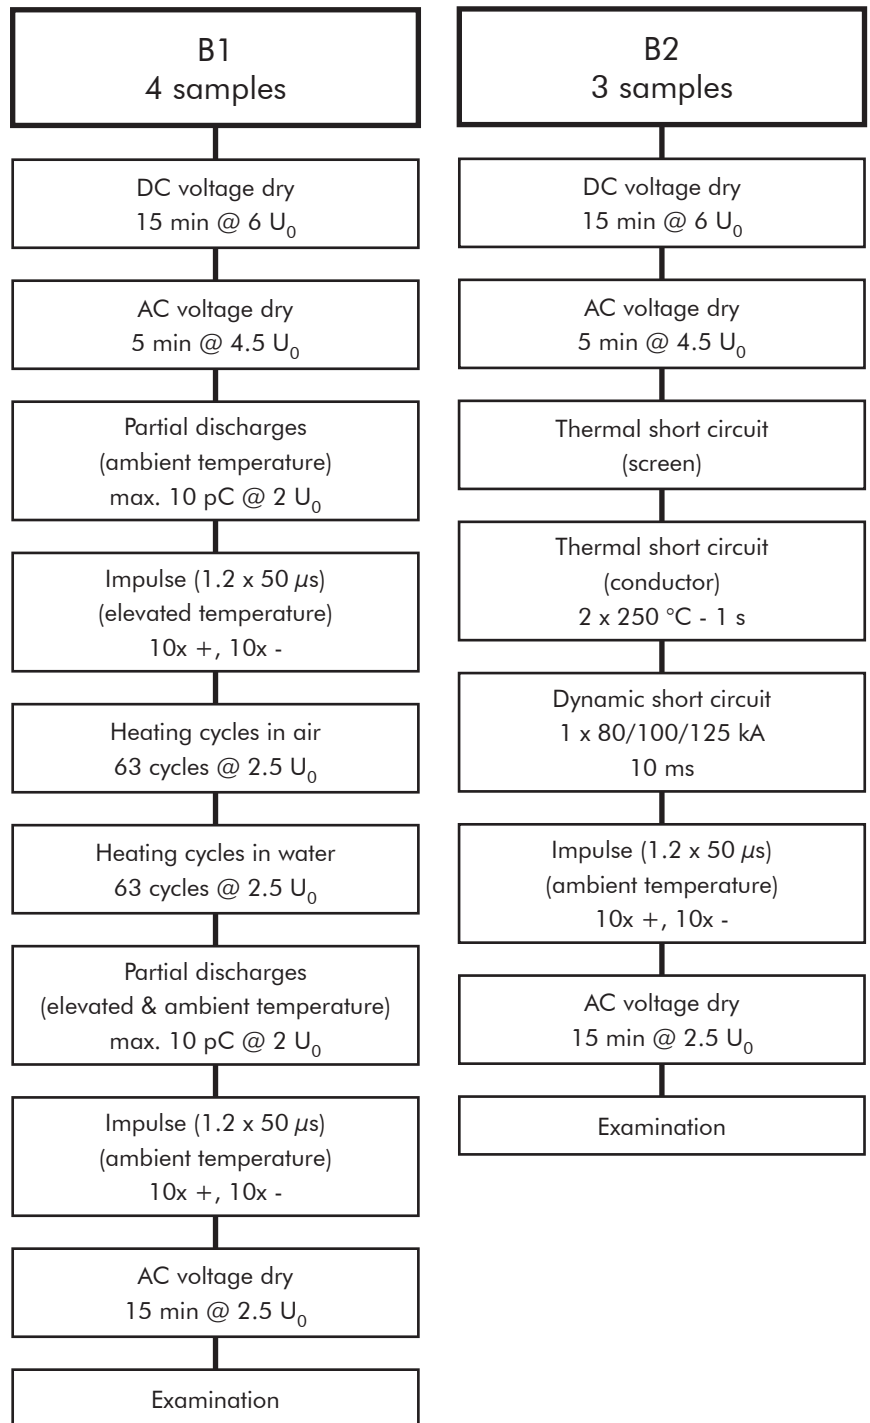 B1
4 samples
DC voltage dry
15 min @ 6 U₀
AC voltage dry
5 min @ 4.5 U₀
Partial discharges
(ambient temperature)
max. 10 pC @ 2 U₀
Impulse (1.2 x 50 µs)
(elevated temperature)
10x +, 10x -
Heating cycles in air
63 cycles @ 2.5 U₀
Heating cycles in water
63 cycles @ 2.5 U₀
Partial discharges
(elevated & ambient temperature)
max. 10 pC @ 2 U₀
Impulse (1.2 x 50 µs)
(ambient temperature)
10x +, 10x -
AC voltage dry
15 min @ 2.5 U₀
Examination
B2
3 samples
DC voltage dry
15 min @ 6 U₀
AC voltage dry
5 min @ 4.5 U₀
Thermal short circuit
(screen)
Thermal short circuit
(conductor)
2 x 250 °C - 1 s
Dynamic short circuit
1 x 80/100/125 kA
10 ms
Impulse (1.2 x 50 µs)
(ambient temperature)
10x +, 10x -
AC voltage dry
15 min @ 2.5 U₀
Examination